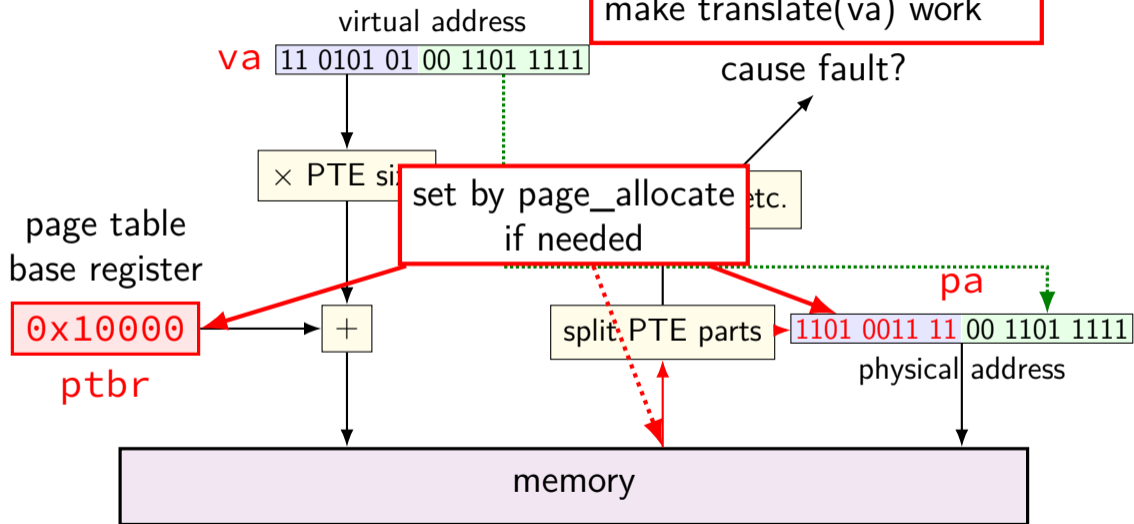 make translate(va) work
virtual address
va
11 0101 01 00 1101 1111
cause fault?
× PTE
set by page_allocate
if needed
etc.
page table
base register
0x10000
ptbr
+
split PTE parts
pa
1101 0011 11 00 1101 1111
physical address
memory